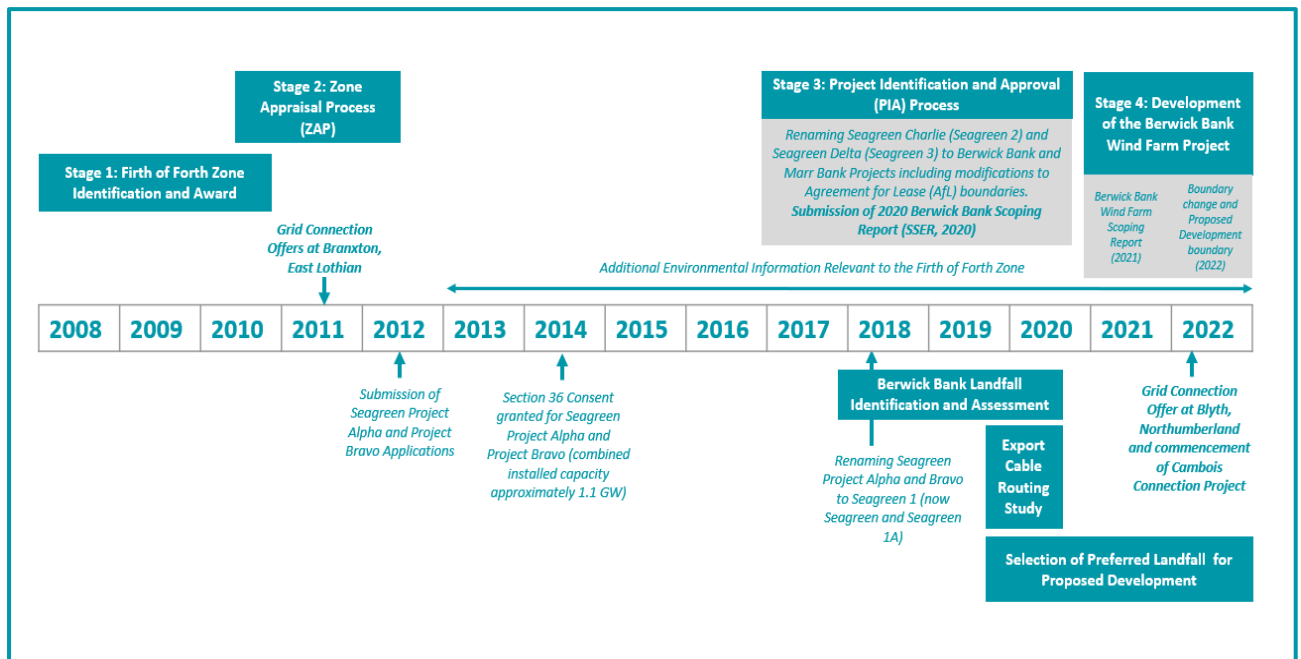 Stage 1: Firth of Forth Zone
Identification and Award
Stage 2: Zone
Appraisal Process
(ZAP)
Grid Connection
Offers at Branxton,
East Lothian
Stage 3: Project Identification and Approval
(PIA) Process
Renaming Seagreen Charlie (Seagreen 2) and
Seagreen Delta (Seagreen 3) to Berwick Bank and
Marr Bank Projects including modifications to
Agreement for Lease (AfL) boundaries.
Submission of 2020 Berwick Bank Scoping
Report (SSER, 2020)
Stage 4: Development
of the Berwick Bank
Wind Farm Project
Berwick Bank
Wind Farm
Scoping
Report
(2021)
Boundary
change and
Proposed
Development
boundary
(2022)
Additional Environmental Information Relevant to the Firth of Forth Zone
2008 2009 2010 2011 2012 2013 2014 2015 2016 2017 2018 2019 2020 2021 2022
Submission of
Seagreen Project
Alpha and Project
Bravo Applications
Section 36 Consent
granted for Seagreen
Project Alpha and
Project Bravo (combined
installed capacity
approximately 1.1 GW)
Berwick Bank Landfall
Identification and Assessment
Renaming Seagreen
Project Alpha and Bravo
to Seagreen 1 (now
Seagreen and Seagreen
1A)
Export
Cable
Routing
Study
Selection of Preferred Landfall for
Proposed Development
Grid Connection
Offer at Blyth,
Northumberland
and commencement
of Cambois
Connection Project